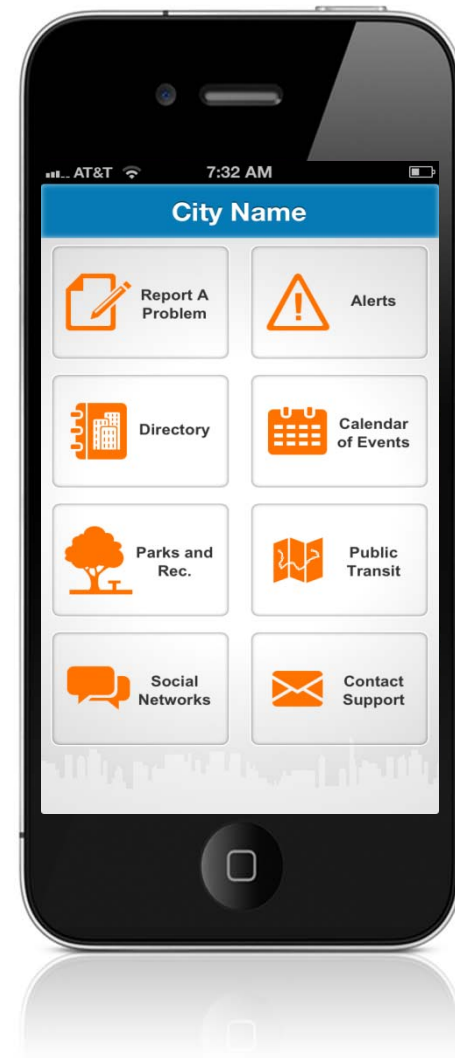 AT&T 7:32 AM
City Name
Report A
Problem
Alerts
Directory
Calendar
of Events
Parks and
Rec.
Public
Transit
Social
Networks
Contact
Support